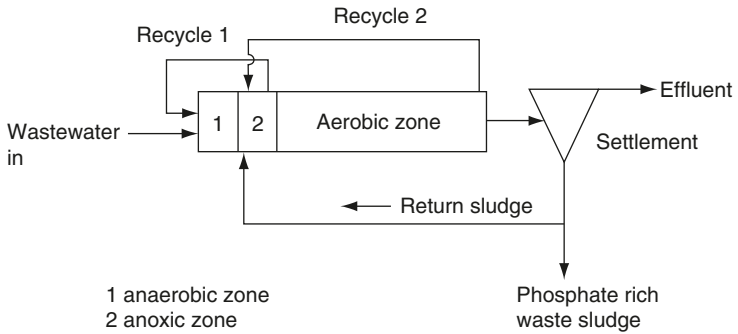 Recycle 2
Recycle 1
Effluent
1
2
Aerobic zone
Wastewater
in
Settlement
Return sludge
1 anaerobic zone
2 anoxic zone
Phosphate rich
waste sludge